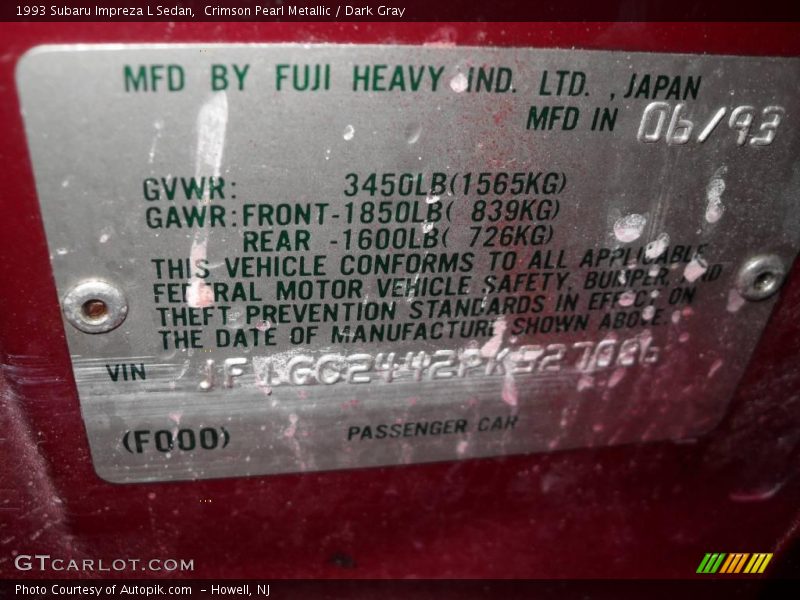 1993 Subaru Impreza L Sedan, Crimson Pearl Metallic / Dark Gray
MFD BY FUJI HEAVY IND. LTD. , JAPAN
MFD IN 06/93
GVWR: 3450LB(1565KG)
GAWR:FRONT-1850LB( 839KG)
REAR -1600LB( 726KG)
THIS VEHICLE CONFORMS TO ALL APPLICABLE
FEDERAL MOTOR VEHICLE SAFETY, BUMPER, AND
THEFT PREVENTION STANDARDS IN EFFECT ON
THE DATE OF MANUFACTURE SHOWN ABOVE.
VIN
(F000) PASSENGER CAR
GTCARLOT.COM
Photo Courtesy of Autopik.com - Howell, NJ